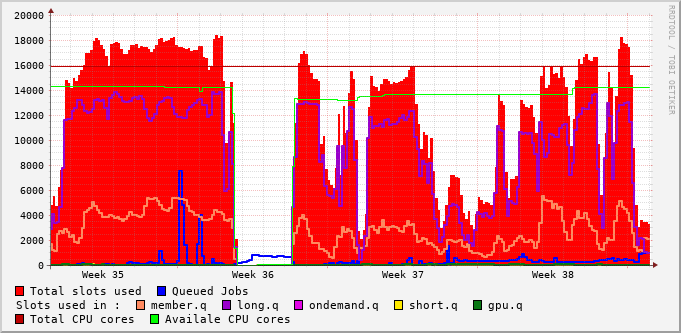 20000
18000
16000
14000
12000
10000
8000
6000
4000
2000
0
Week 35 Week 36 Week 37 Week 38
RRDTOOL / TOBI OETIKER
Total slots used Queued Jobs
Slots used in : member.q long.q ondemand.q short.q gpu.q
Total CPU cores Availale CPU cores